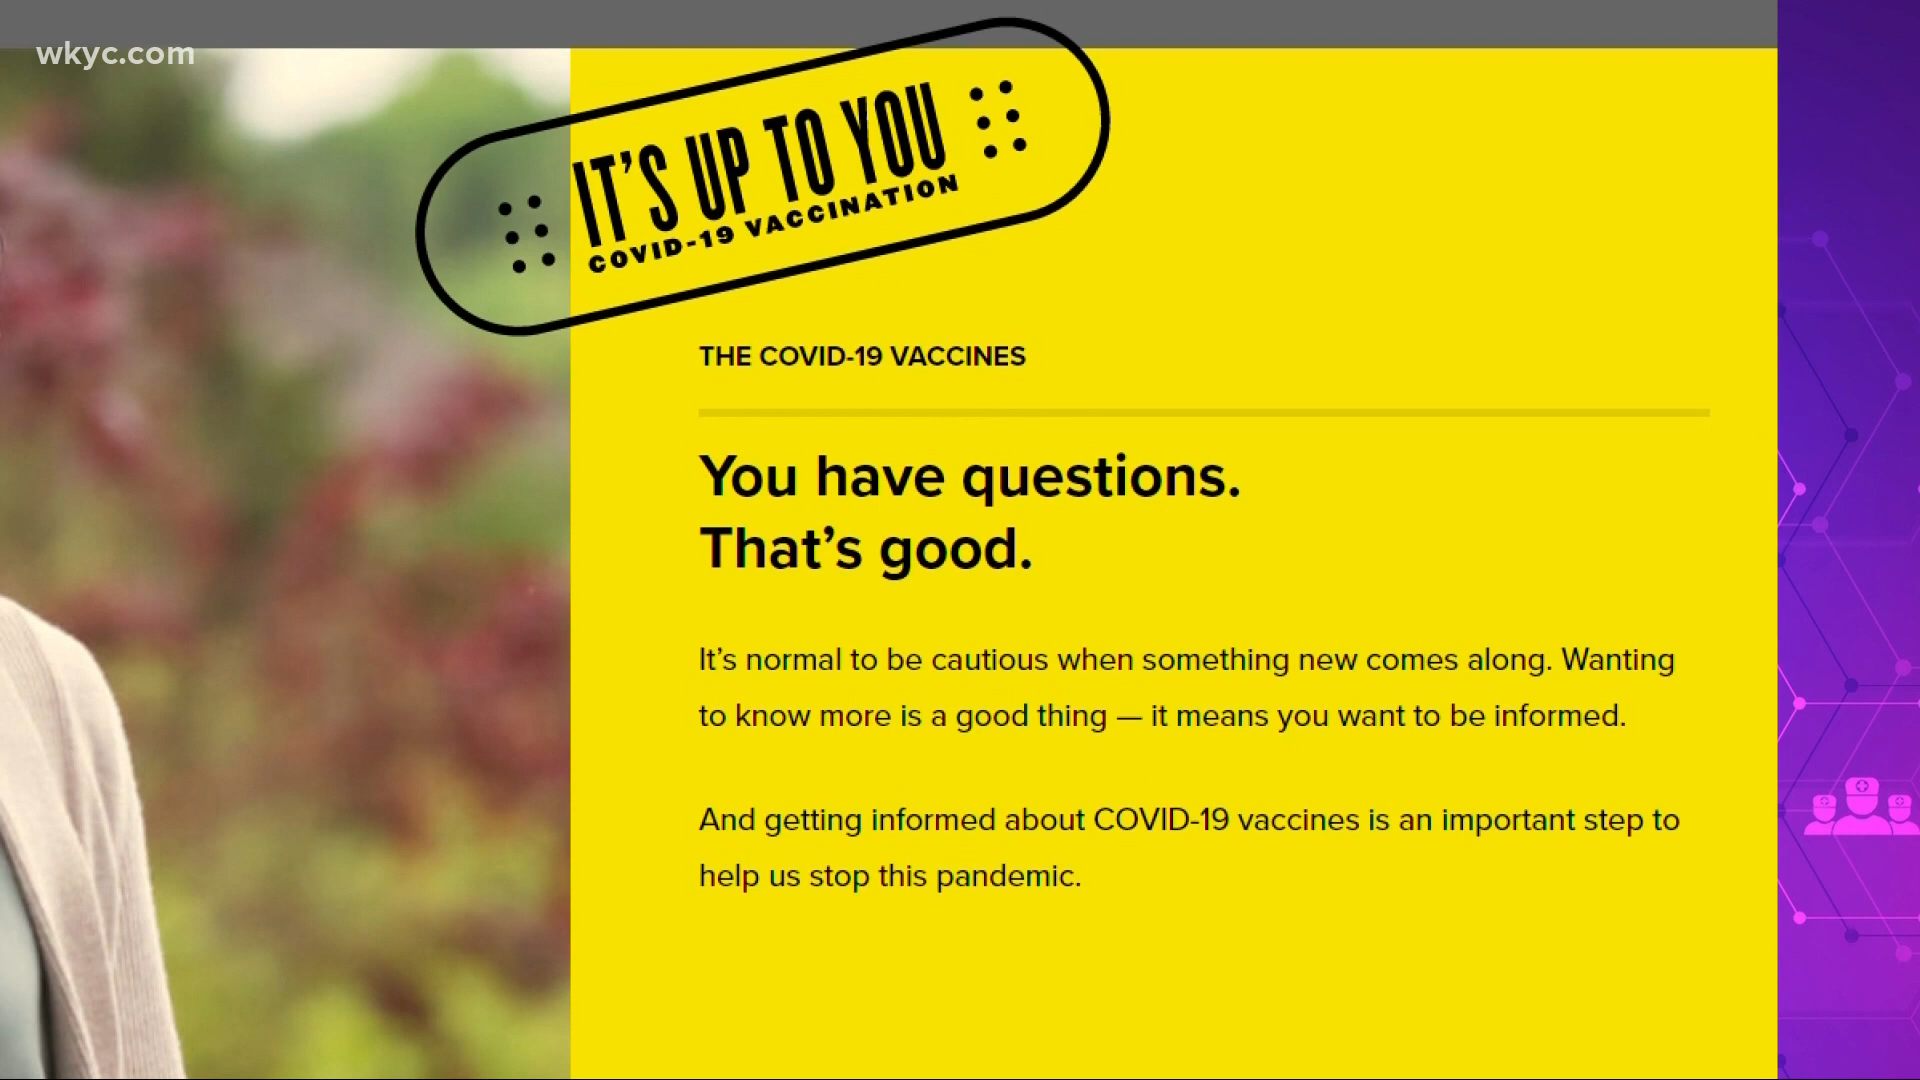 wkyc.com
IT’S UP TO YOU
COVID-19 VACCINATION
THE COVID-19 VACCINES
You have questions.
That’s good.
It’s normal to be cautious when something new comes along. Wanting
to know more is a good thing — it means you want to be informed.
And getting informed about COVID-19 vaccines is an important step to
help us stop this pandemic.